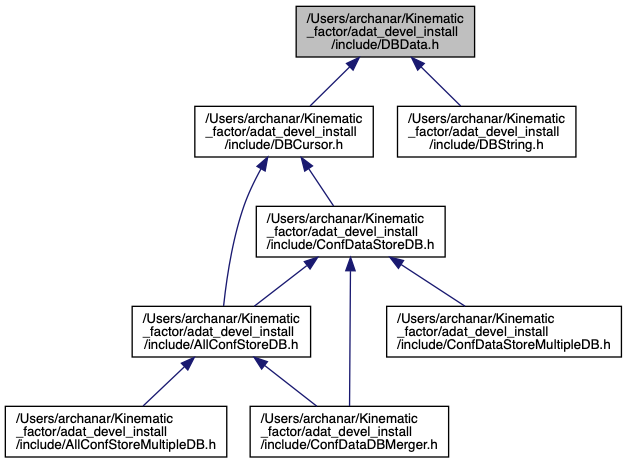 /Users/archanar/Kinematic
_factor/adat_devel_install
/include/DBData.h
/Users/archanar/Kinematic
_factor/adat_devel_install
/include/DBCursor.h
/Users/archanar/Kinematic
_factor/adat_devel_install
/include/DBString.h
/Users/archanar/Kinematic
_factor/adat_devel_install
/include/ConfDataStoreDB.h
/Users/archanar/Kinematic
_factor/adat_devel_install
/include/AllConfStoreDB.h
/Users/archanar/Kinematic
_factor/adat_devel_install
/include/ConfDataStoreMultipleDB.h
/Users/archanar/Kinematic
_factor/adat_devel_install
/include/AllConfStoreMultipleDB.h
/Users/archanar/Kinematic
_factor/adat_devel_install
/include/ConfDataDBMerger.h